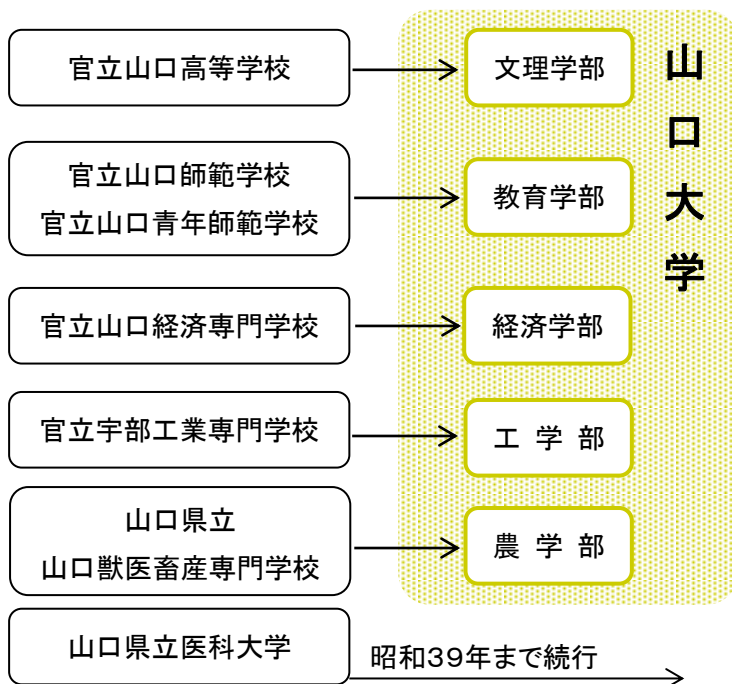 官立山口高等学校
文理学部
官立山口師範学校
官立山口青年師範学校
教育学部
官立山口経済専門学校
経済学部
官立宇部工業専門学校
工 学 部
山口県立
山口獣医畜産専門学校
農 学 部
山口県立医科大学
昭和39年まで続行
山口大学